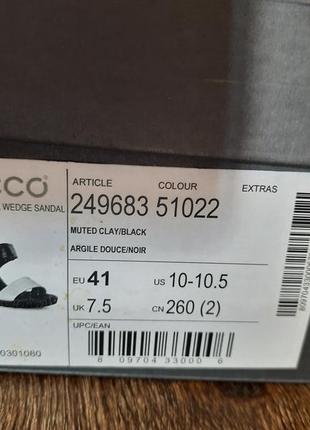 ARTICLE COLOUR EXTRAS
249683 51022
WEDGE SANDAL
MUTED CLAY/BLACK
ARGILE DOUCE/NOIR
EU 41 US 10-10.5
UK 7.5 CN 260 (2)
UPC/EAN
0301080
8 09704 33000 6